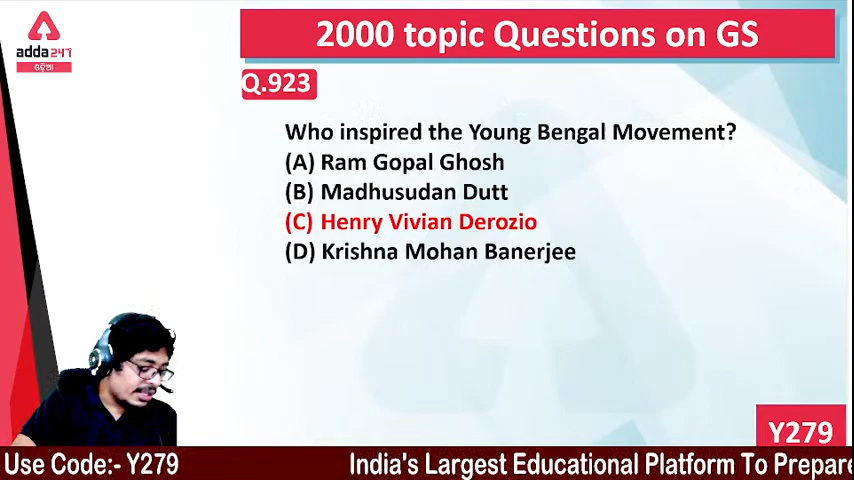 adda247
ଓଡ଼ିଆ
2000 topic Questions on GS
Q.923
Who inspired the Young Bengal Movement?
(A) Ram Gopal Ghosh
(B) Madhusudan Dutt
(C) Henry Vivian Derozio
(D) Krishna Mohan Banerjee
Y279
Use Code:- Y279
India's Largest Educational Platform To Prepare